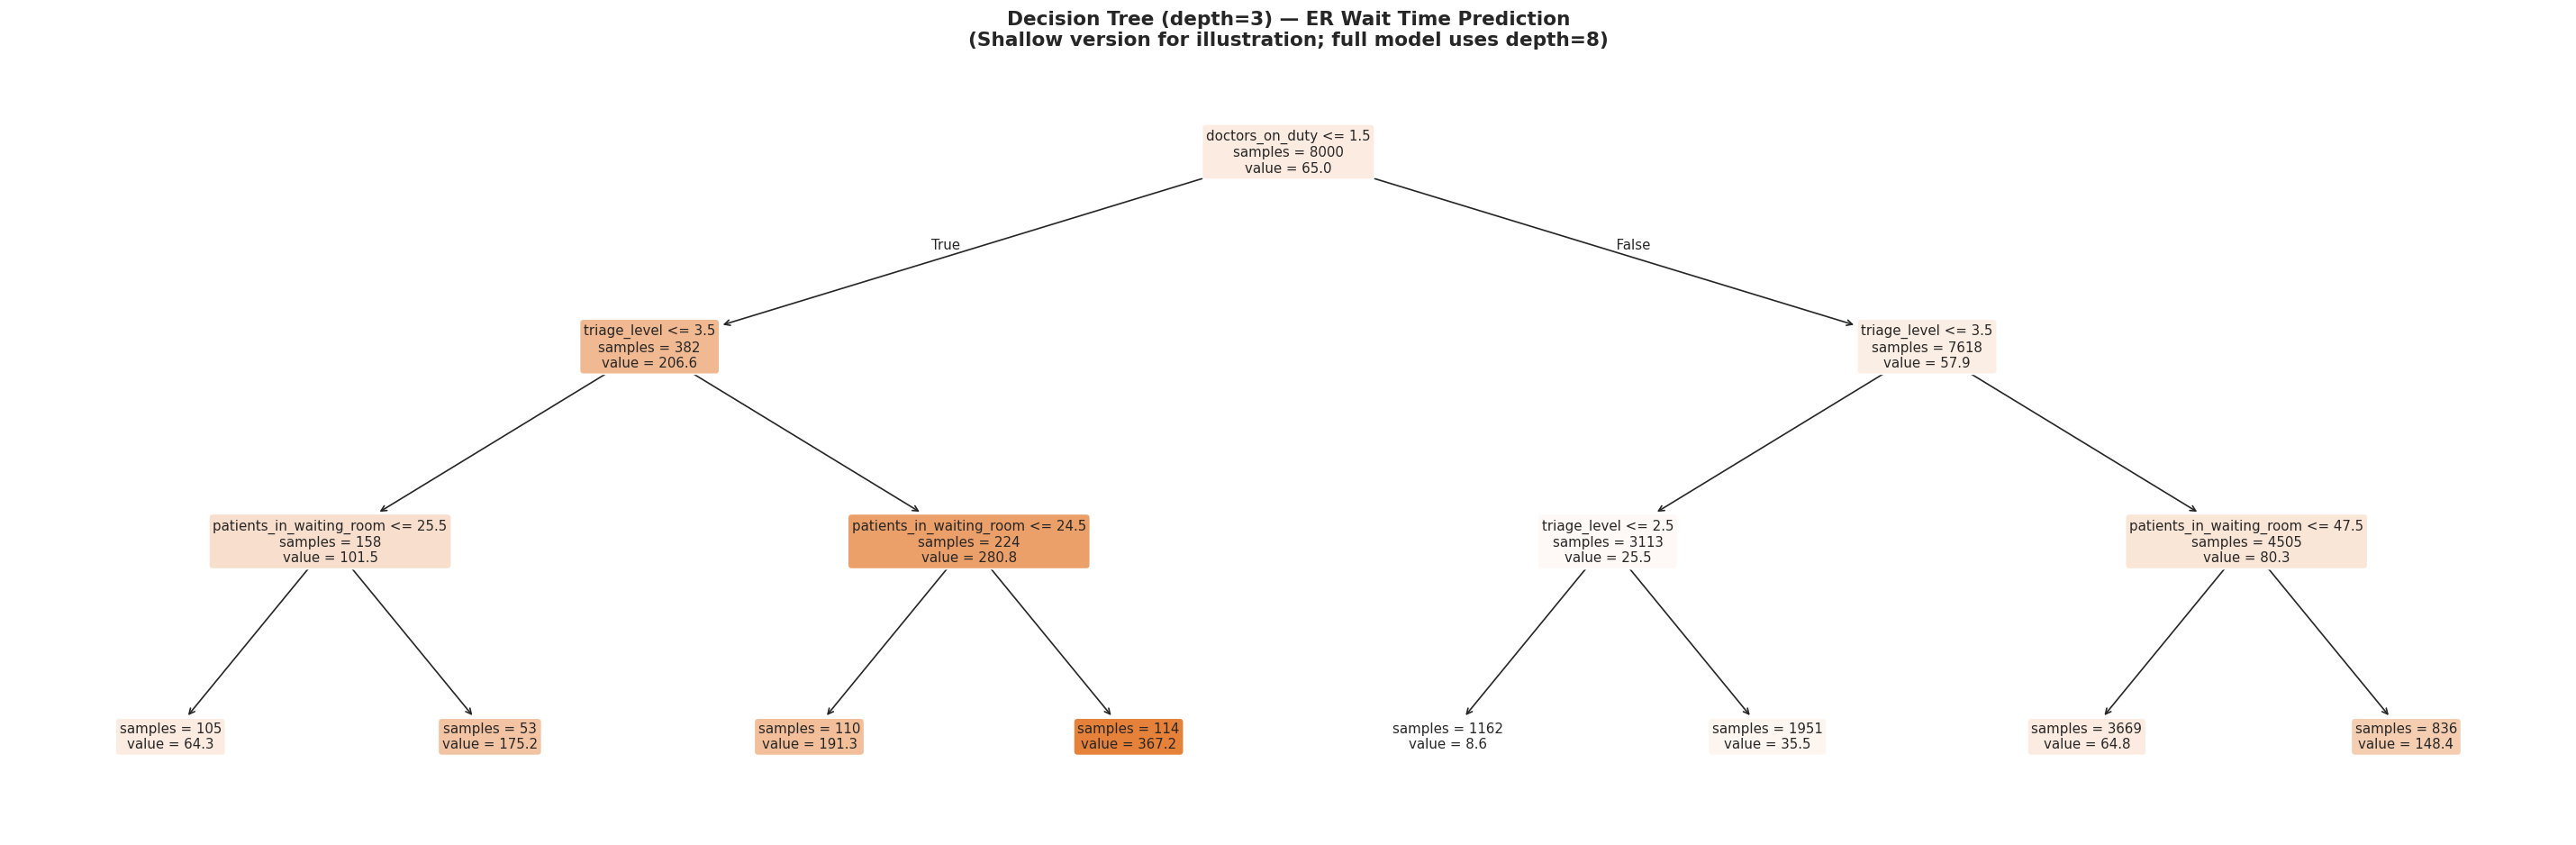 Decision Tree (depth=3) — ER Wait Time Prediction
(Shallow version for illustration; full model uses depth=8)
doctors_on_duty <= 1.5
samples = 8000
value = 65.0
True
False
triage_level <= 3.5
samples = 382
value = 206.6
triage_level <= 3.5
samples = 7618
value = 57.9
patients_in_waiting_room <= 25.5
samples = 158
value = 101.5
patients_in_waiting_room <= 24.5
samples = 224
value = 280.8
triage_level <= 2.5
samples = 3113
value = 25.5
patients_in_waiting_room <= 47.5
samples = 4505
value = 80.3
samples = 105
value = 64.3
samples = 53
value = 175.2
samples = 110
value = 191.3
samples = 114
value = 367.2
samples = 1162
value = 8.6
samples = 1951
value = 35.5
samples = 3669
value = 64.8
samples = 836
value = 148.4